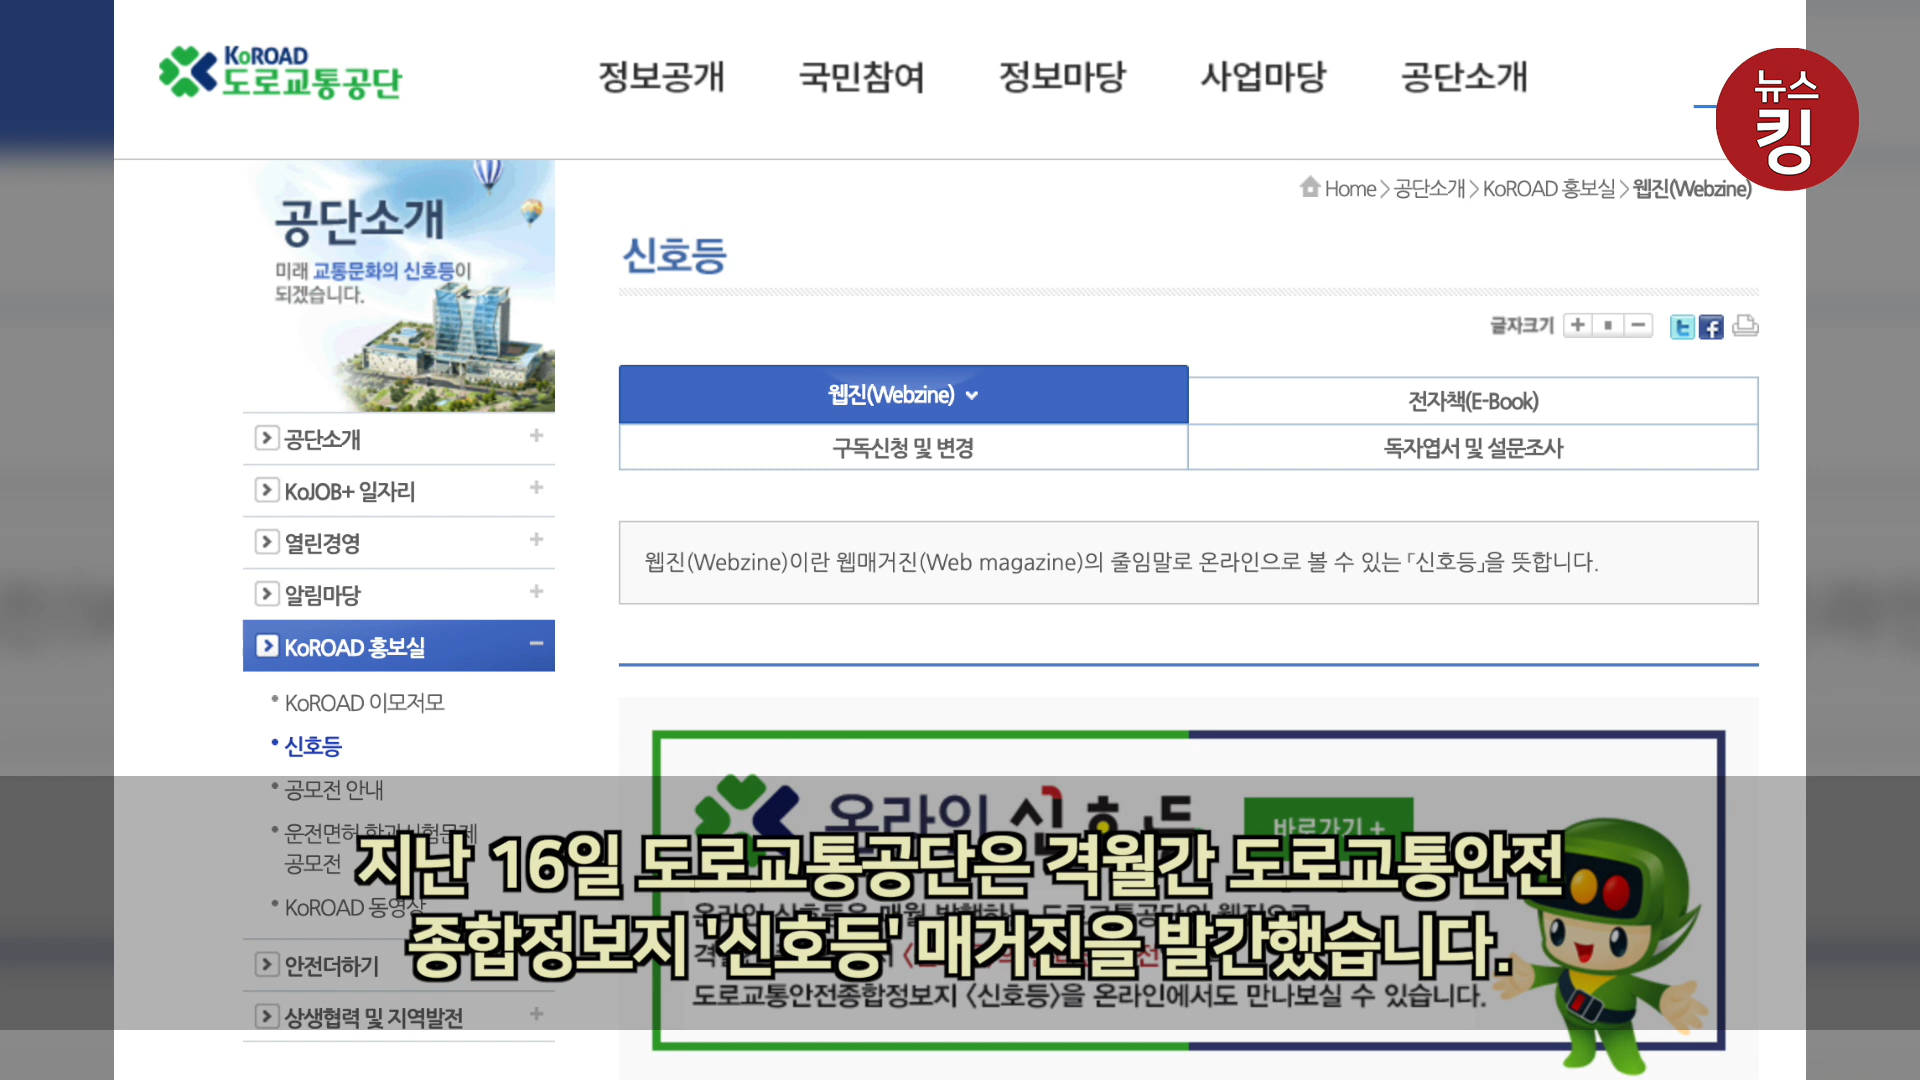 KoROAD
도로교통공단
정보공개 국민참여 정보마당 사업마당 공단소개
뉴스
킹
Home > 공단소개 > KoROAD 홍보실 > 웹진(Webzine)
공단소개
미래 교통문화의 신호등이
되겠습니다.
공단소개
KoJOB+ 일자리
열린경영
알림마당
KoROAD 홍보실
KoROAD 이모저모
신호등
공모전 안내
운전면허 학과시험문제
공모전
KoROAD 동영상
안전더하기
상생협력 및 지역발전
신호등
글자크기
웹진(Webzine)
전자책(E-Book)
구독신청 및 변경
독자엽서 및 설문조사
웹진(Webzine)이란 웹매거진(Web magazine)의 줄임말로 온라인으로 볼 수 있는 「신호등」을 뜻합니다.
온라인 신호등
바로가기 +
도로교통안전종합정보지 <신호등>을 온라인에서도 만나보실 수 있습니다.
지난 16일 도로교통공단은 격월간 도로교통안전
종합정보지 '신호등' 매거진을 발간했습니다.